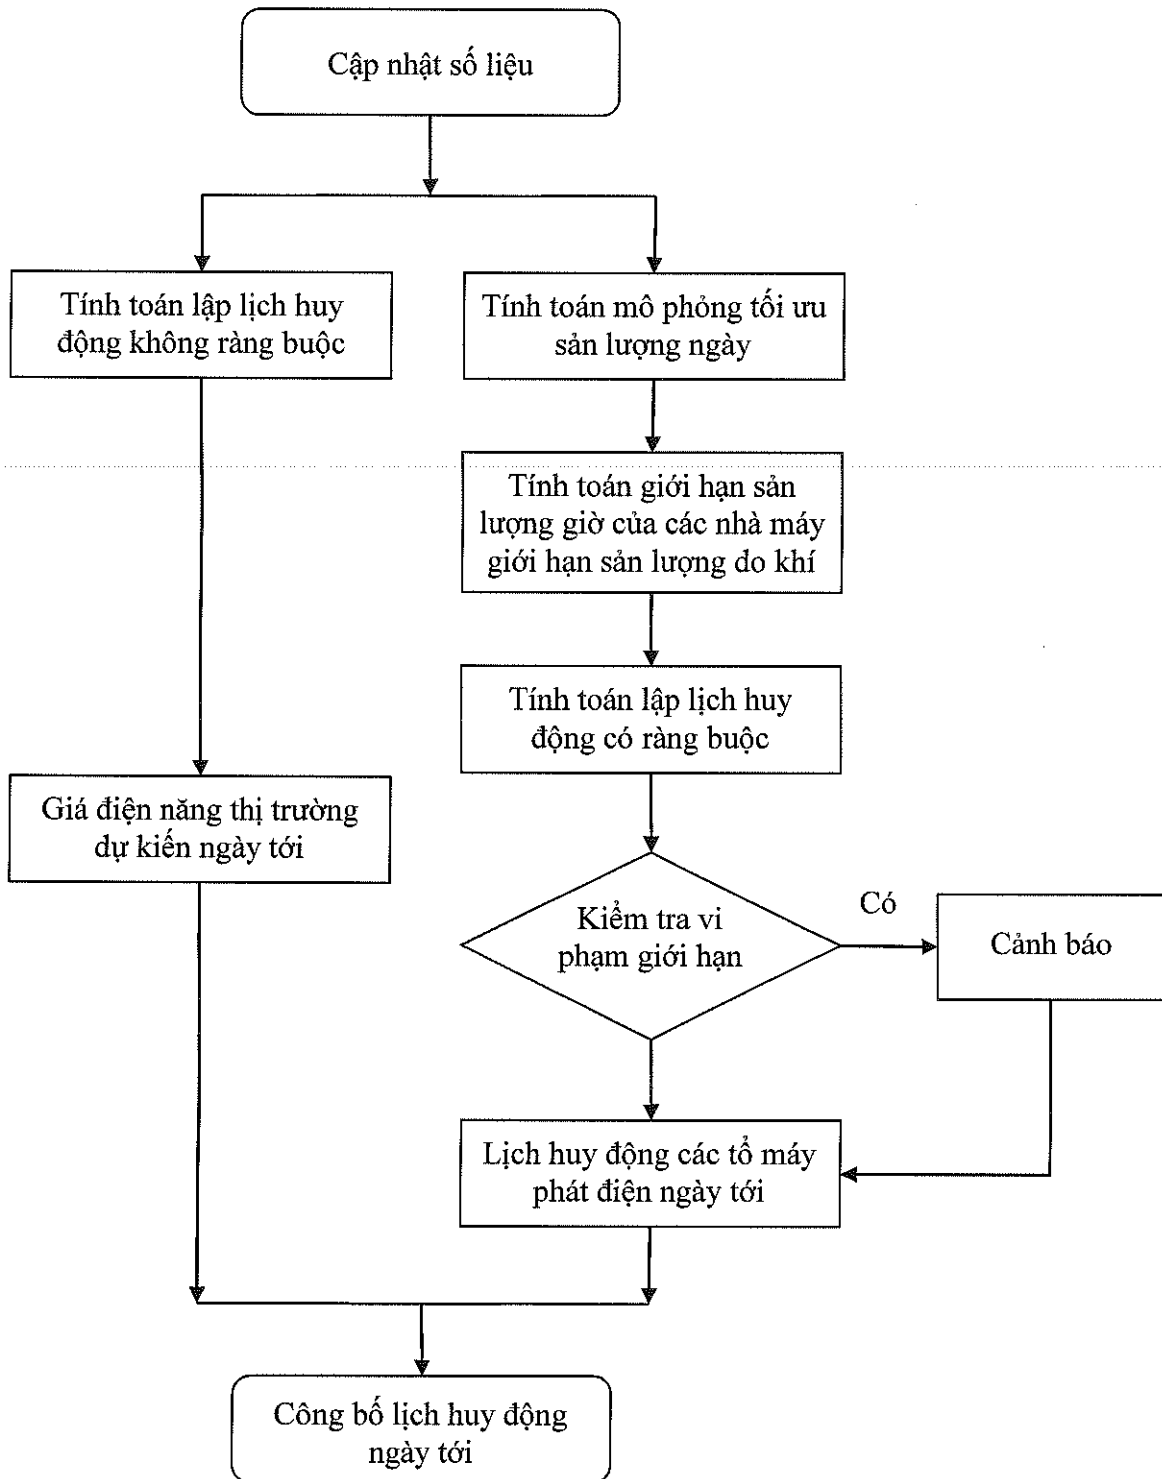 Cập nhật số liệu
Tính toán lập lịch huy
động không ràng buộc
Tính toán mô phỏng tối ưu
sản lượng ngày
Tính toán giới hạn sản
lượng giờ của các nhà máy
giới hạn sản lượng do khí
Tính toán lập lịch huy
động có ràng buộc
Giá điện năng thị trường
dự kiến ngày tới
Kiểm tra vi
phạm giới hạn
Có
Cảnh báo
Lịch huy động các tổ máy
phát điện ngày tới
Công bố lịch huy động
ngày tới